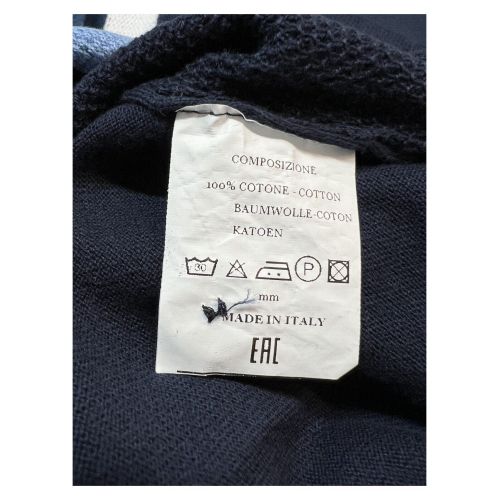 COMPOSIZIONE
100% COTONE - COTTON
BAUMWOLLE-COTON
KATOEN
30 P
mm
MADE IN ITALY
EAC